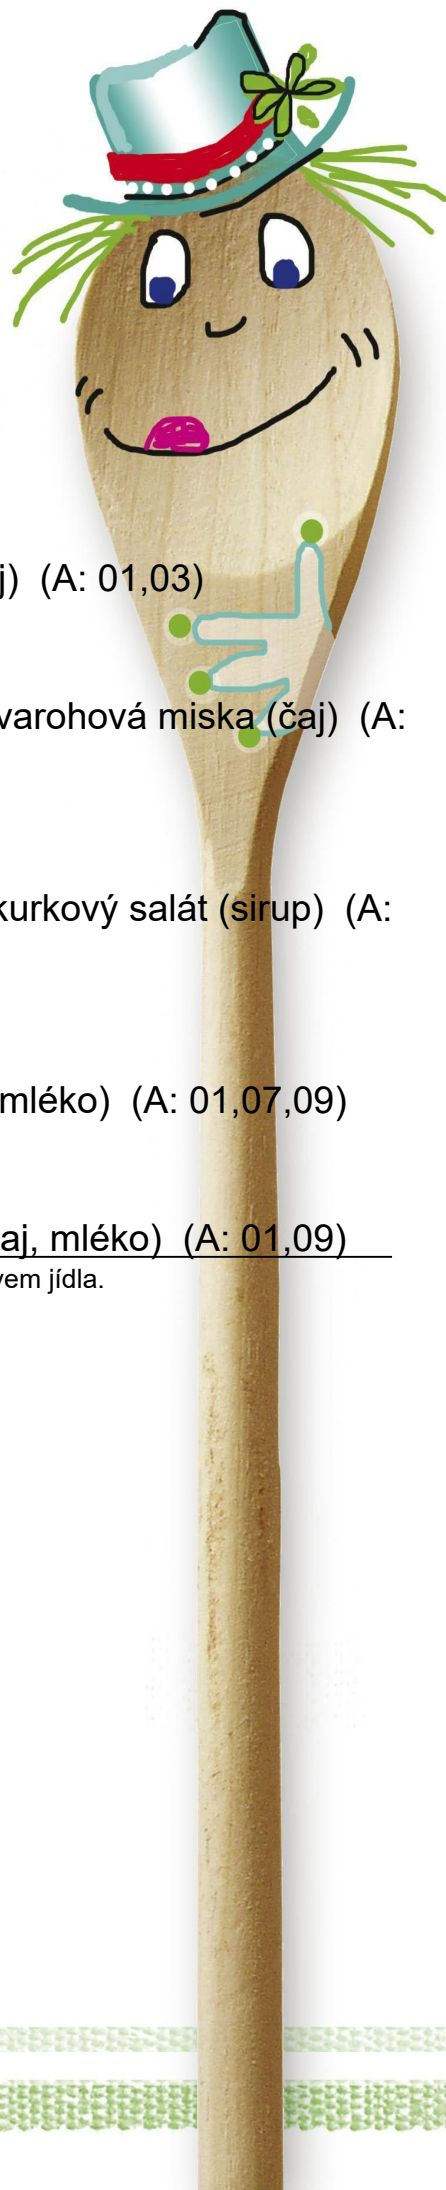 j) (A: 01,03)
varohová miska (čaj) (A:
kurkový salát (sirup) (A:
mléko) (A: 01,07,09)
aj, mléko) (A: 01,09)
vem jídla.